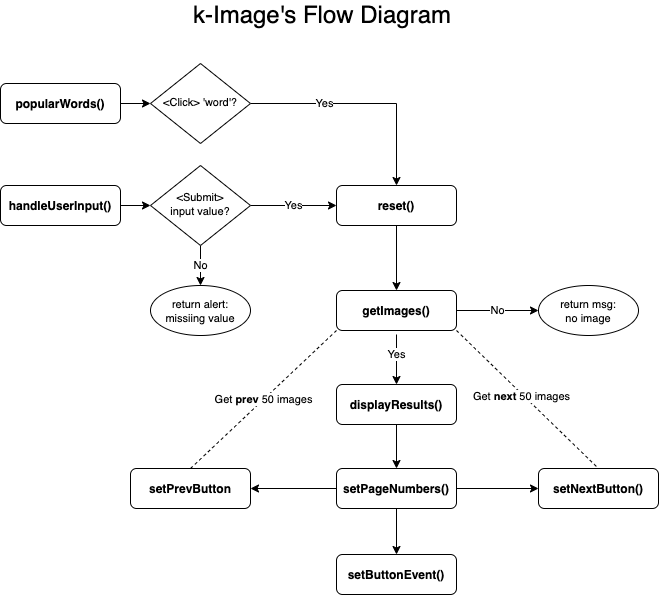 k-Image's Flow Diagram
popularWords()
<Click> 'word'?
Yes
handleUserInput()
<Submit>
input value?
Yes
reset()
No
return alert:
missiing value
getImages()
No
return msg:
no image
Yes
Get prev 50 images
displayResults()
Get next 50 images
setPrevButton
setPageNumbers()
setNextButton()
setButtonEvent()